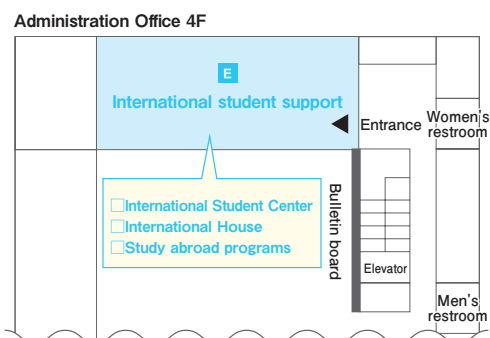 Administration Office 4F
E
International student support
Entrance
Women's
restroom
□International Student Center
□International House
□Study abroad programs
Bulletin board
Elevator
Men's
restroom